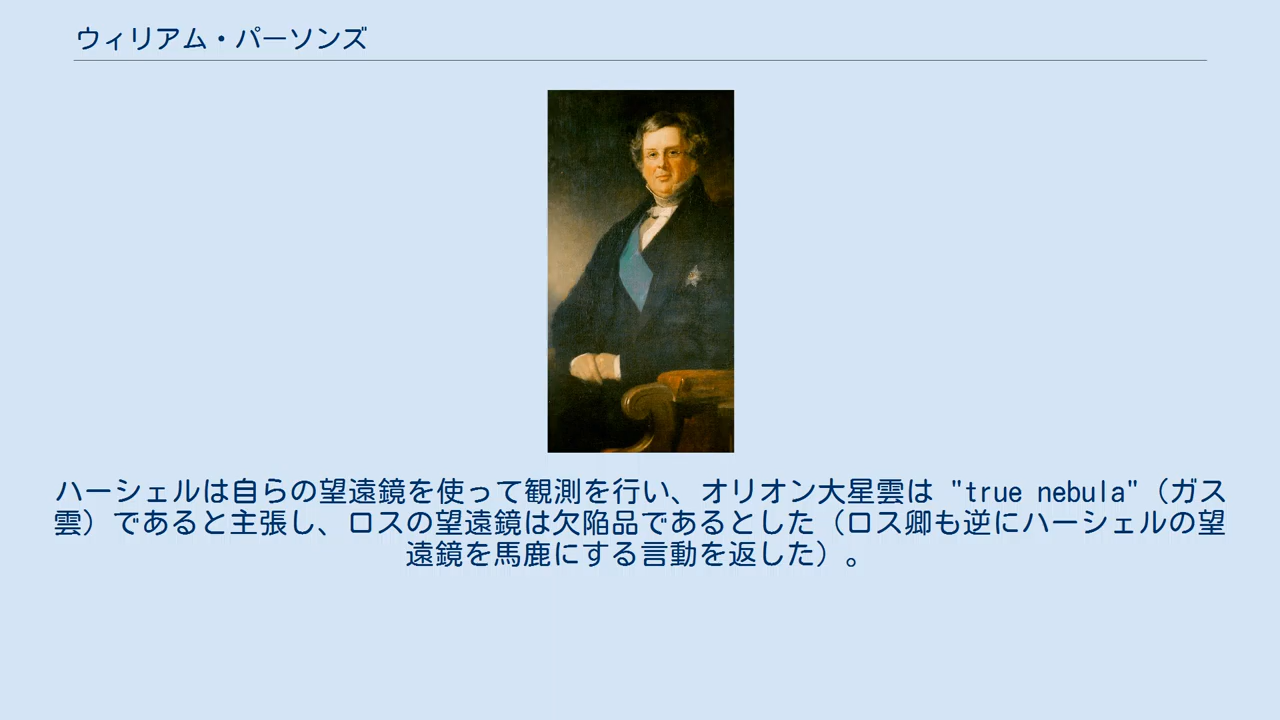 ウィリアム・パーソンズ
ハーシェルは自らの望遠鏡を使って観測を行い、オリオン大星雲は "true nebula"（ガス
雲）であると主張し、ロスの望遠鏡は欠陥品であるとした（ロス卿も逆にハーシェルの望
遠鏡を馬鹿にする言動を返した）。